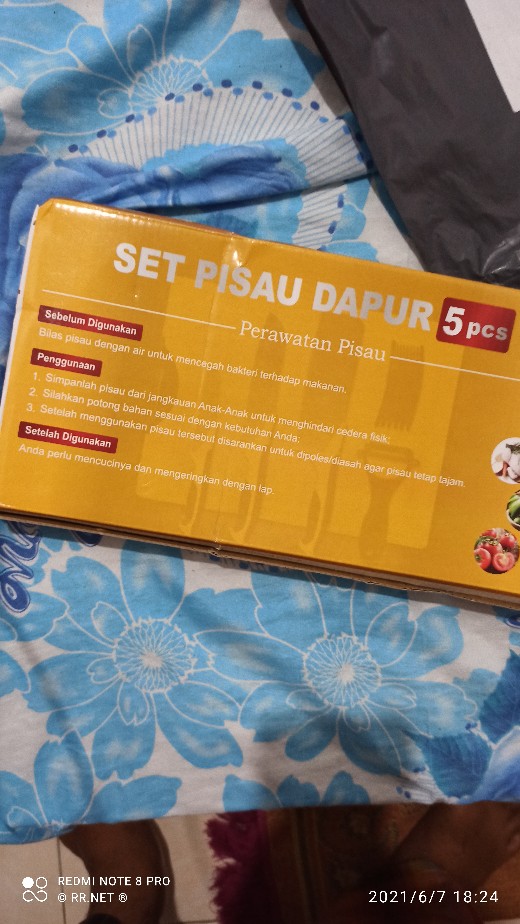 SET PISAU DAPUR 5 pcs
Perawatan Pisau
Sebelum Digunakan
Bilas pisau dengan air untuk mencegah bakteri terhadap makanan.
Penggunaan
1. Simpanlah pisau dari jangkauan Anak-Anak untuk menghindari cedera fisik;
2. Silahkan potong bahan sesuai dengan kebutuhan Anda;
3. Setelah menggunakan pisau tersebut disarankan untuk dipoles/diasah agar pisau tetap tajam.
Setelah Digunakan
Anda perlu mencucinya dan mengeringkan dengan lap.
REDMI NOTE 8 PRO
© RR.NET ®
2021/6/7 18:24